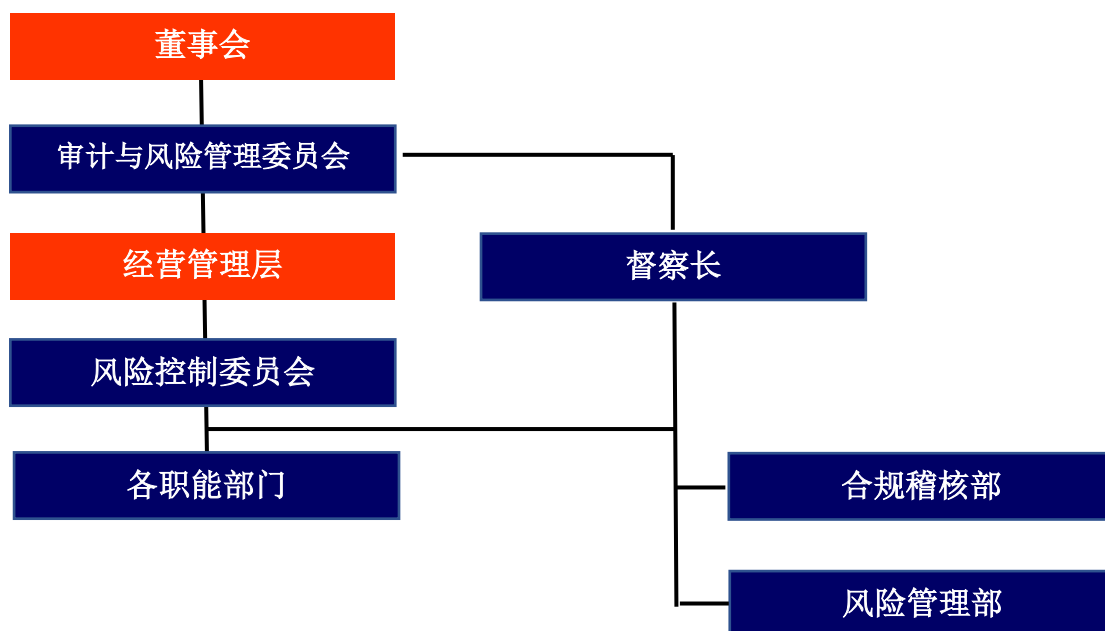 董事会
审计与风险管理委员会
经营管理层
督察长
风险控制委员会
各职能部门
合规稽核部
风险管理部